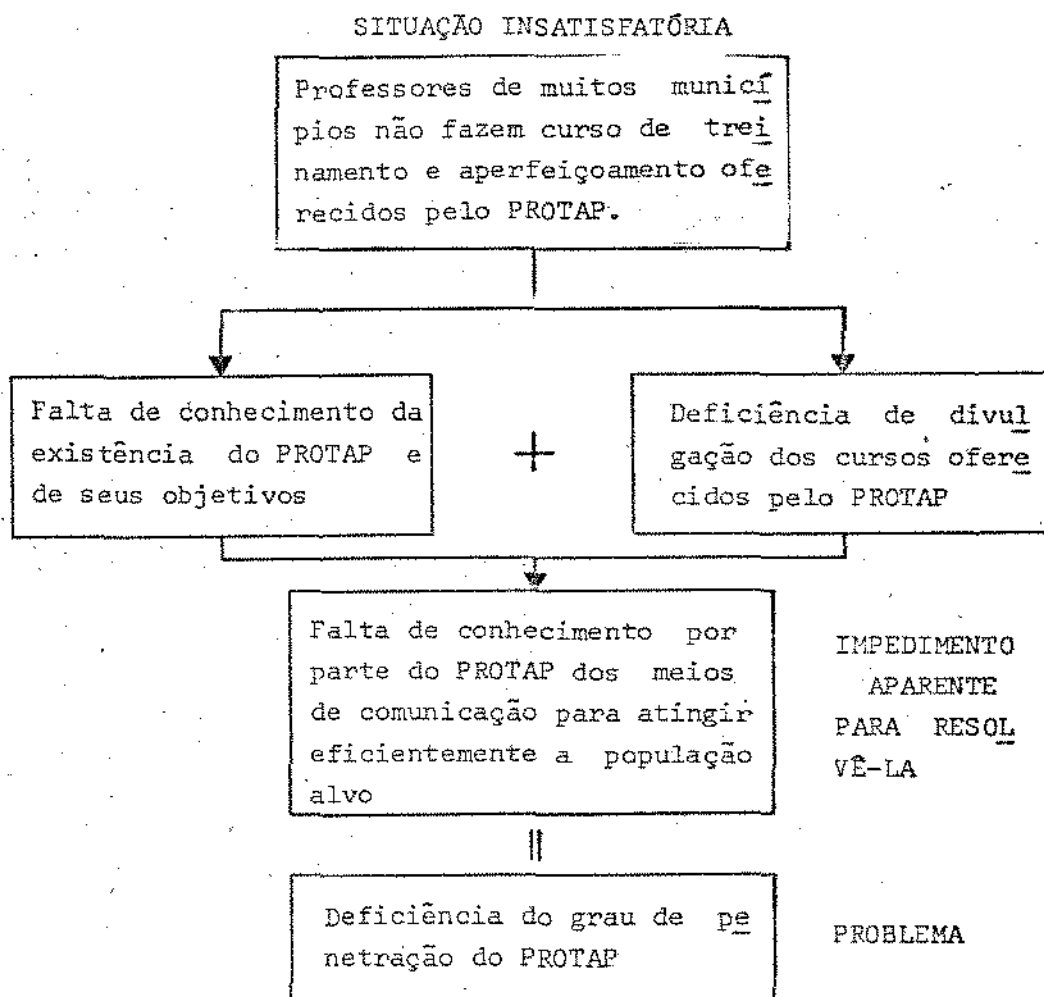 SITUAÇÃO INSATISFATÓRIA
Professores de muitos municí
pios não fazem curso de trei
namento e aperfeiçoamento ofe
recidos pelo PROTAP.
Falta de conhecimento da
existência do PROTAP e
de seus objetivos
+
Deficiência de divul
gação dos cursos ofere
cidos pelo PROTAP
Falta de conhecimento por
parte do PROTAP dos meios
de comunicação para atingir
eficientemente a população
alvo
IMPEDIMENTO
APARENTE
PARA RESOL
VÊ-LA
||
Deficiência do grau de pe
netração do PROTAP
PROBLEMA